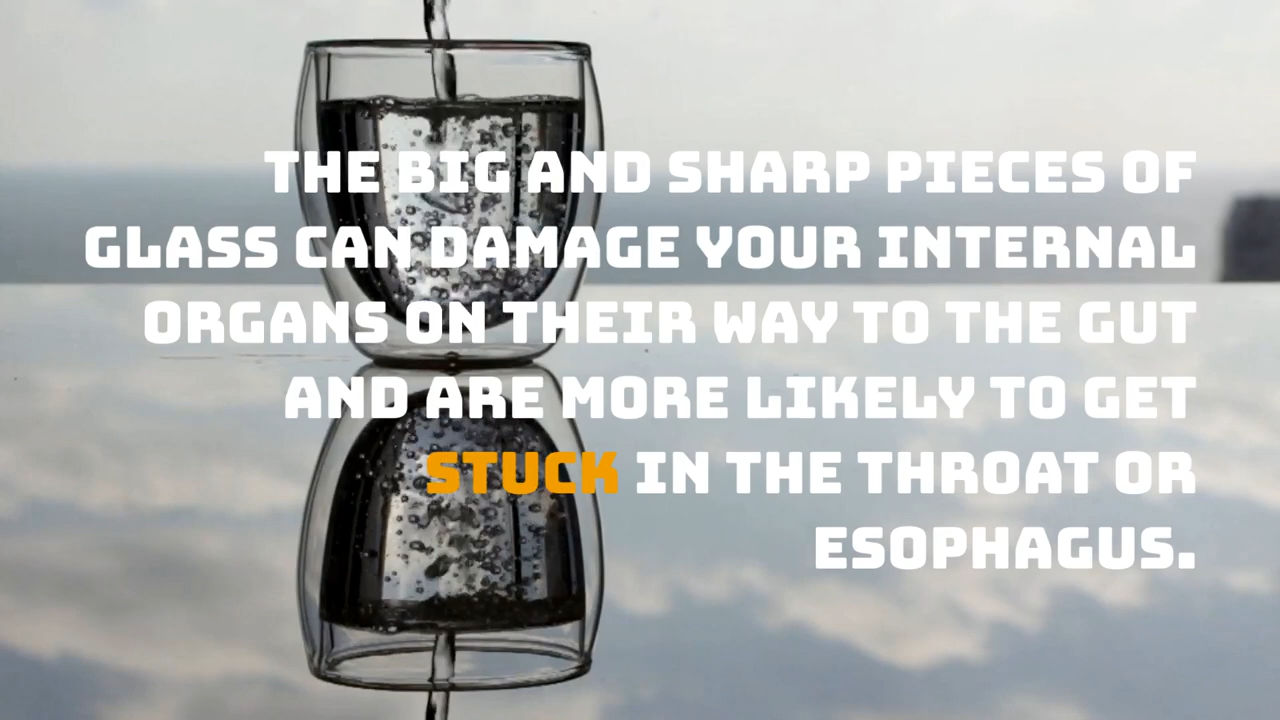 THE BIG AND SHARP PIECES OF
GLASS CAN DAMAGE YOUR INTERNAL
ORGANS ON THEIR WAY TO THE GUT
AND ARE MORE LIKELY TO GET
STUCK IN THE THROAT OR
ESOPHAGUS.